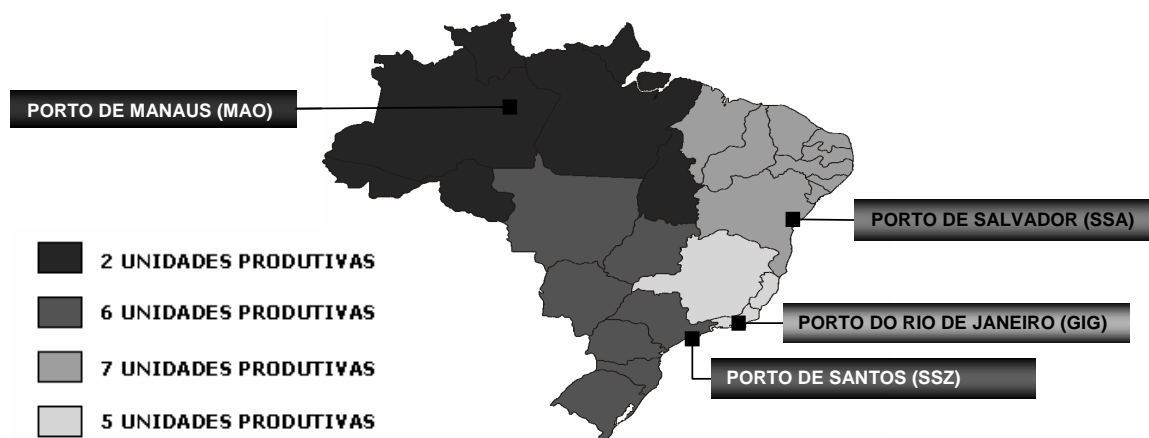 PORTO DE MANAUS (MAO)
PORTO DE SALVADOR (SSA)
2 UNIDADES PRODUTIVAS
6 UNIDADES PRODUTIVAS
PORTO DO RIO DE JANEIRO (GIG)
7 UNIDADES PRODUTIVAS
PORTO DE SANTOS (SSZ)
5 UNIDADES PRODUTIVAS